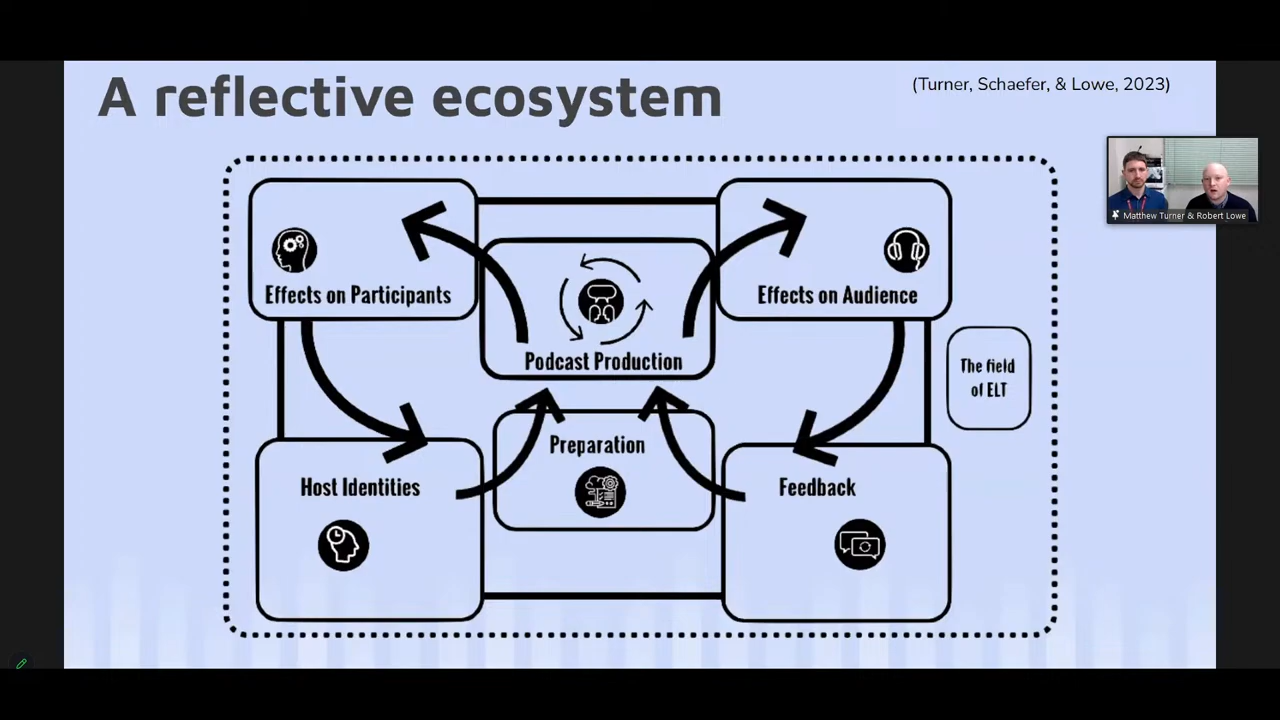 A reflective ecosystem
(Turner, Schaefer, & Lowe, 2023)
Effects on Participants
Effects on Audience
Podcast Production
The field
of ELT
Preparation
Host Identities
Feedback
Matthew Turner & Robert Lowe